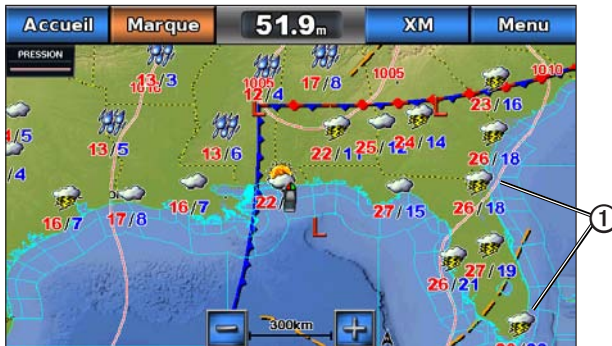 Accueil Marque 51.9m XM Menu
PRESSION
13/3 17/8 1005 1010
1010 1005 12/4 23/16
L L
/5 13/5 13/6 22/11 25/12 24/14 26/18
/4
16/7 17/8 16/7 22/ 27/15 26/18
L
27/19
26/21
300km
1